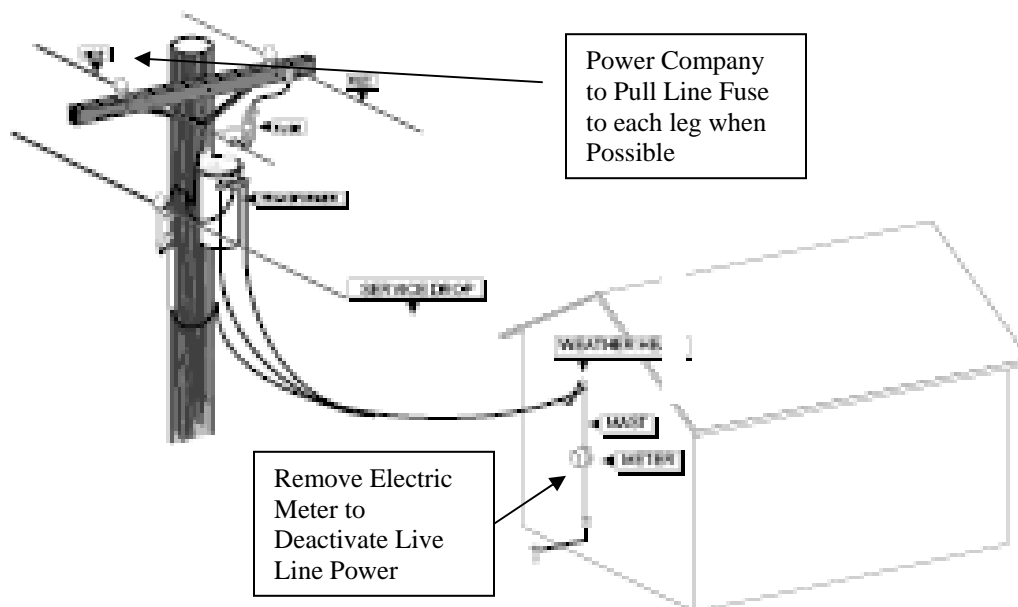 Power Company
to Pull Line Fuse
to each leg when
Possible
SERVICE DROP
MAST
METER
Remove Electric
Meter to
Deactivate Live
Line Power